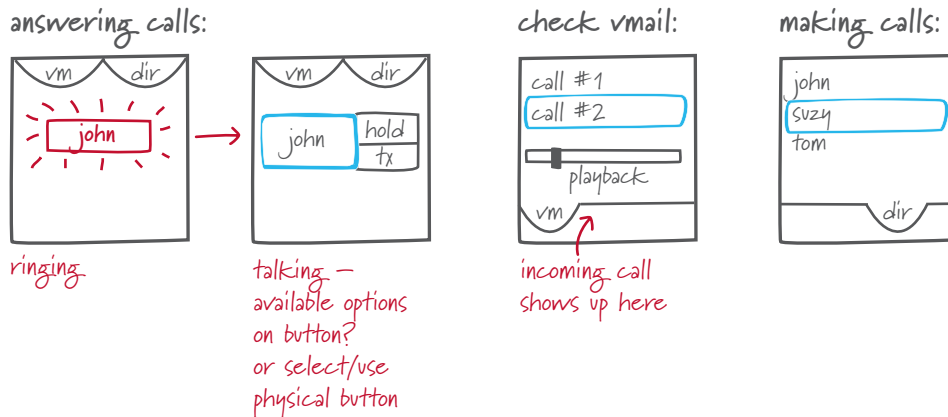 answering calls:
vm
dir
john
ringing
vm
dir
john
hold
tx
talking –
available options
on button?
or select/use
physical button
check vmail:
call #1
call #2
playback
vm
incoming call
shows up here
making calls:
john
suzy
tom
dir